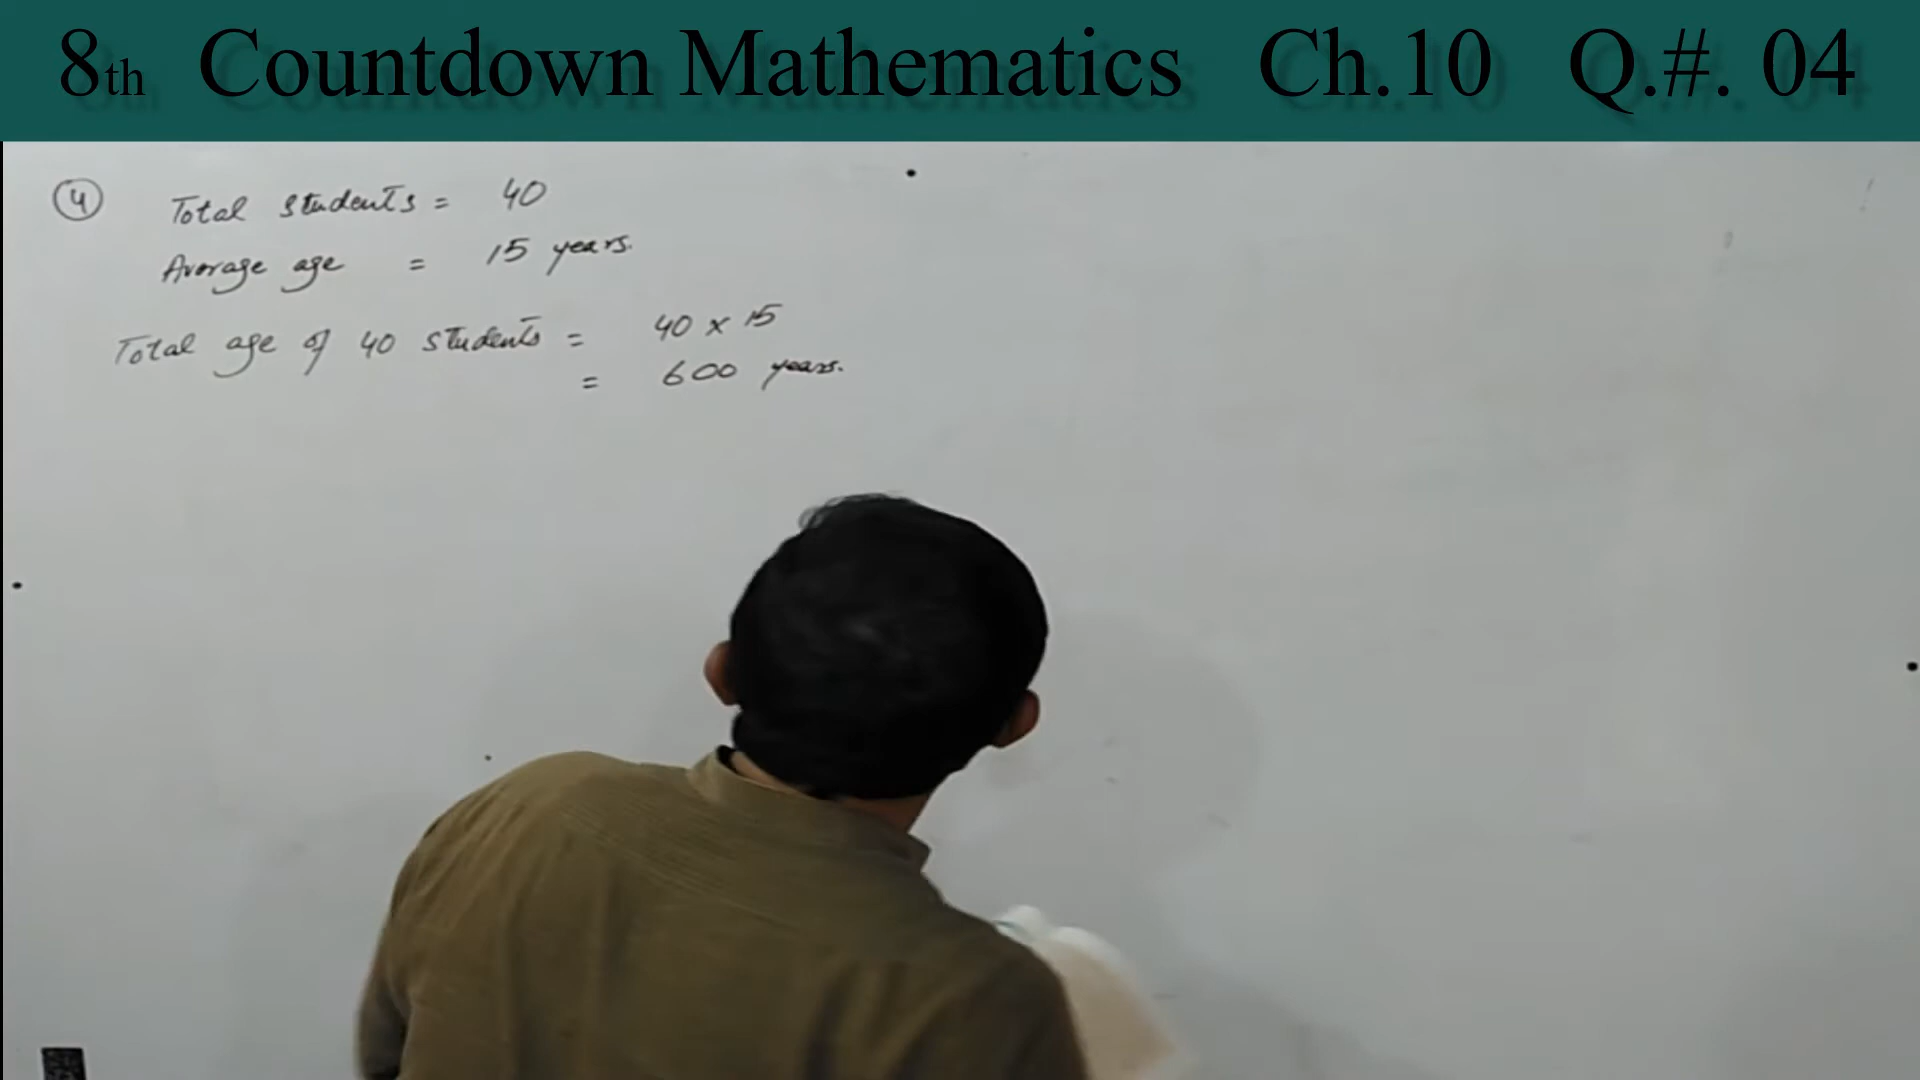 8th Countdown Mathematics Ch.10 Q.#. 04
4 Total students = 40
Average age = 15 years.
Total age of 40 students = 40 x 15
= 600 years.